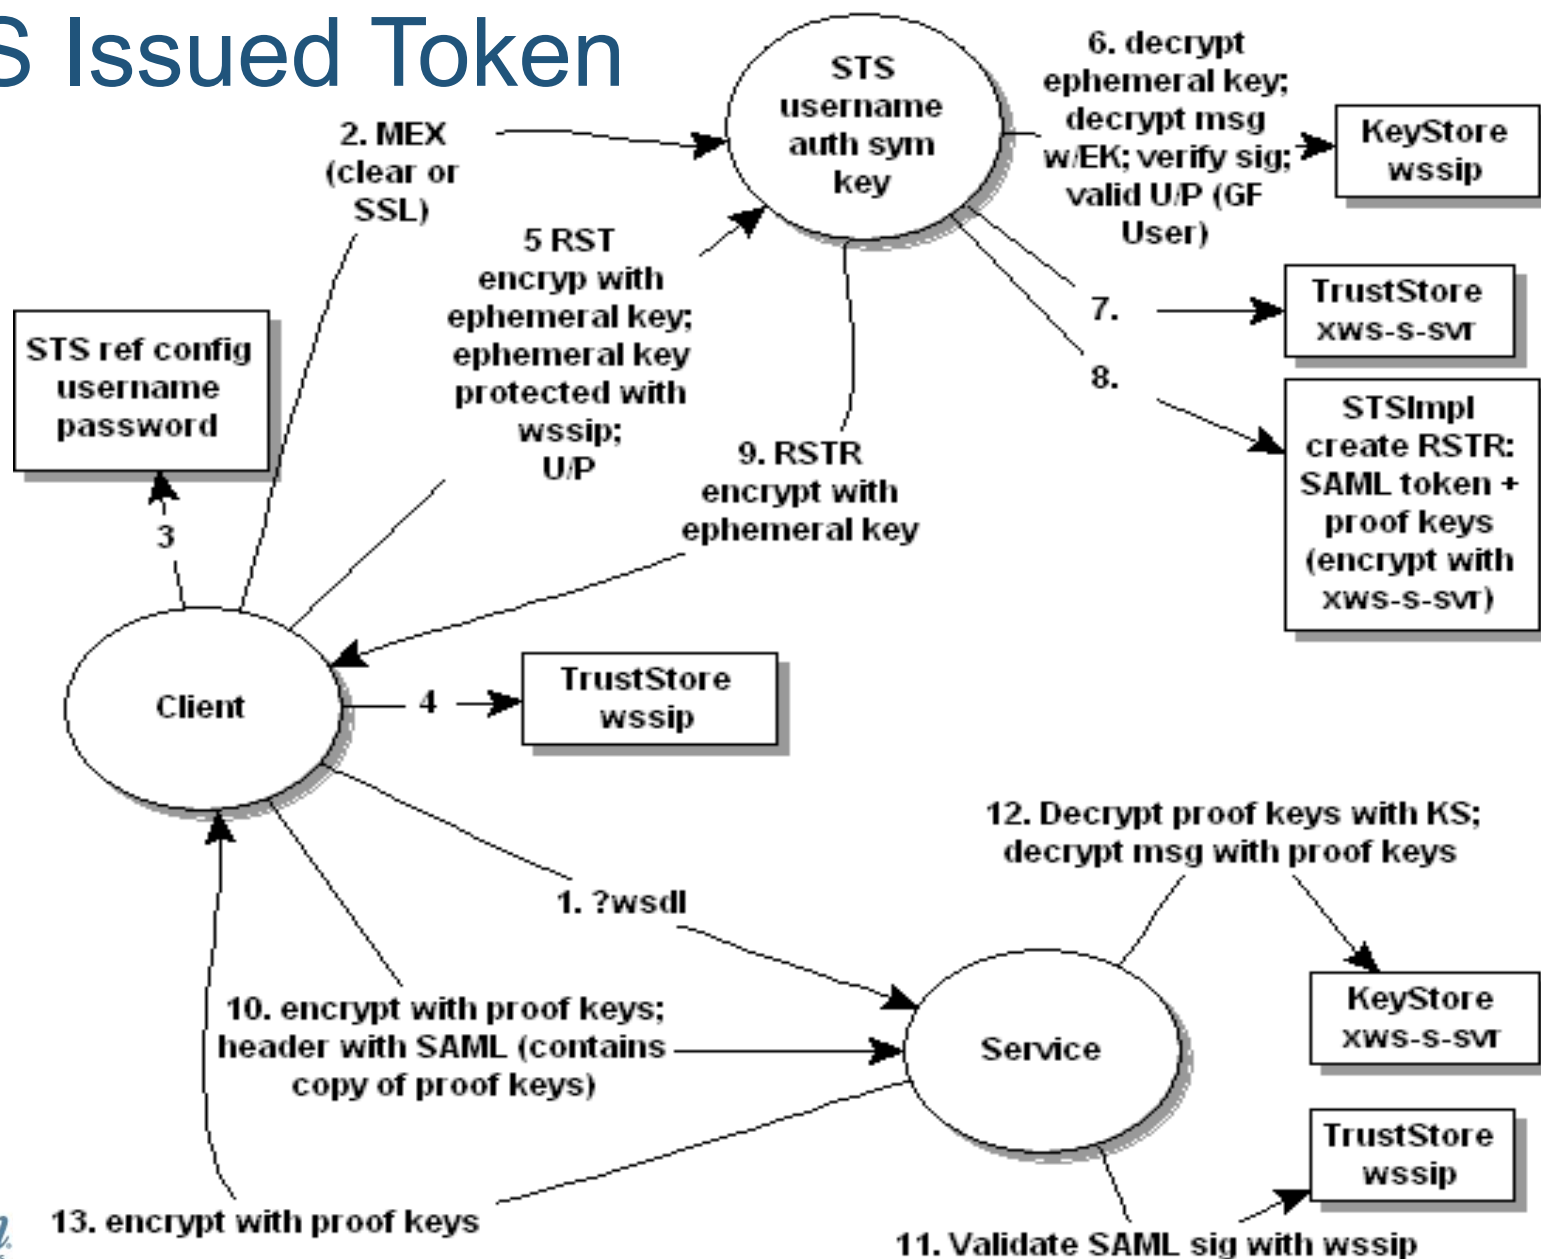 S Issued Token
STS
username
auth sym
key
6. decrypt
ephemeral key;
decrypt msg
w/EK; verify sig;
valid U/P (GF
User)
KeyStore
wssip
2. MEX
(clear or
SSL)
5 RST
encryp with
ephemeral key;
ephemeral key
protected with
wssip;
U/P
7.
TrustStore
xws-s-svr
8.
STSImpl
create RSTR:
SAML token +
proof keys
(encrypt with
xws-s-svr)
STS ref config
username
password
3
9. RSTR
encrypt with
ephemeral key
Client
4
TrustStore
wssip
1. ?wsdl
12. Decrypt proof keys with KS;
decrypt msg with proof keys
KeyStore
xws-s-svr
10. encrypt with proof keys;
header with SAML (contains
copy of proof keys)
Service
TrustStore
wssip
13. encrypt with proof keys
11. Validate SAML sig with wssip